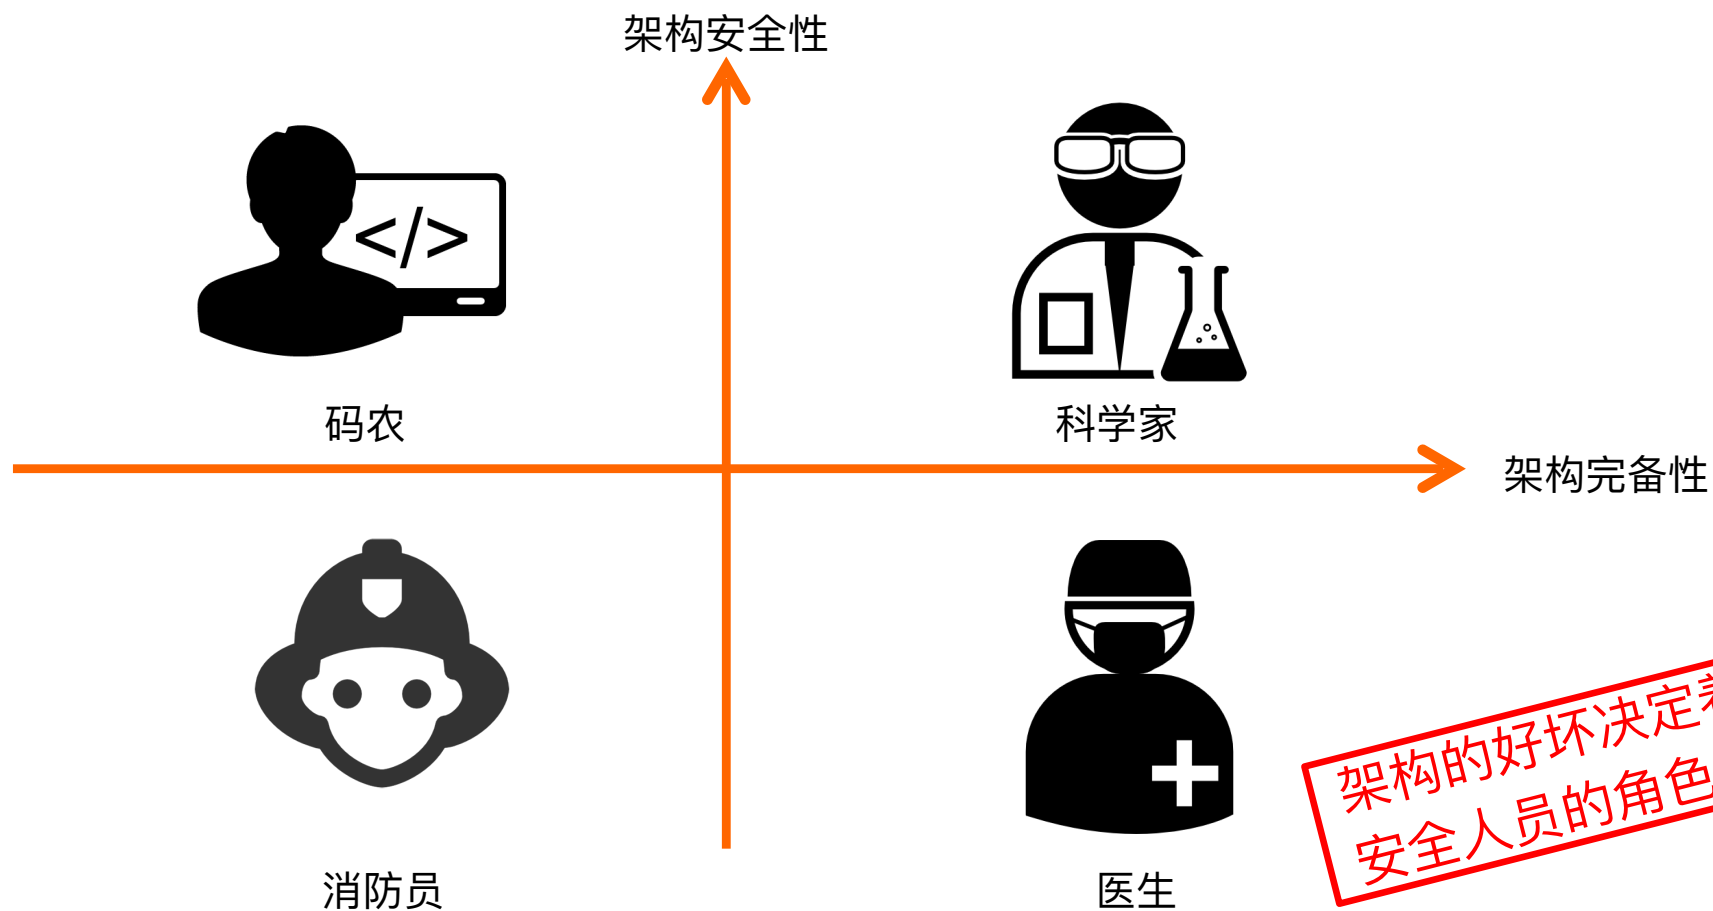 架构安全性
</>
码农
科学家
架构完备性
消防员
医生
架构的好坏决定着
安全人员的角色